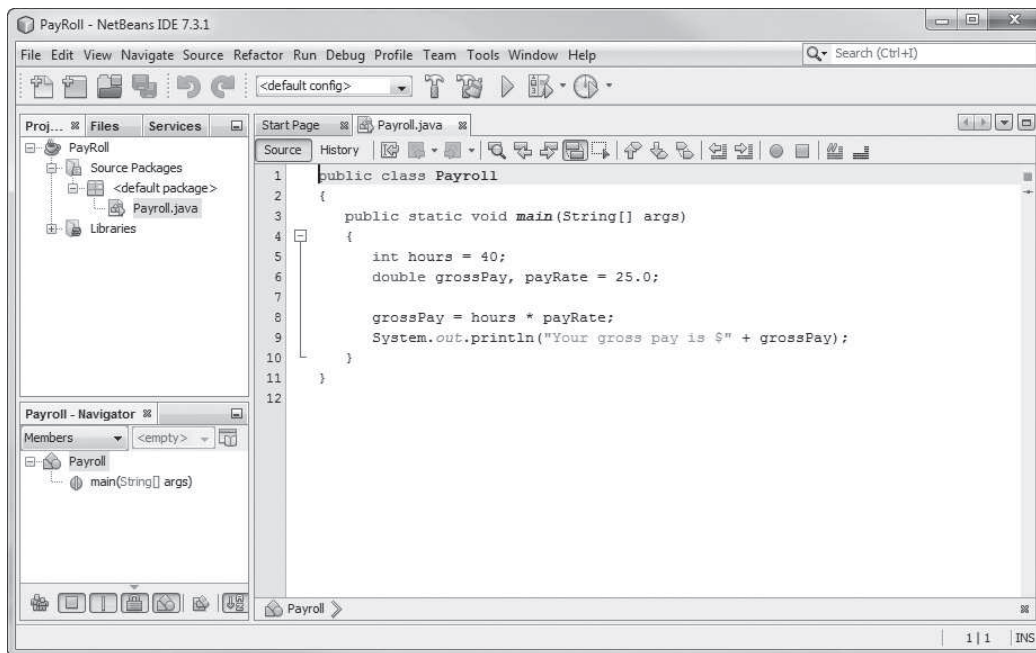 PayRoll - NetBeans IDE 7.3.1
File Edit View Navigate Source Refactor Run Debug Profile Team Tools Window Help
Search (Ctrl+I)
<default config>
Proj... Files Services
PayRoll
Source Packages
<default package>
Payroll.java
Libraries
Payroll - Navigator
Members <empty>
Payroll
main(String[] args)
Start Page Payroll.java
Source History
1 public class Payroll
2 {
3 public static void main(String[] args)
4 {
5 int hours = 40;
6 double grossPay, payRate = 25.0;
7
8 grossPay = hours * payRate;
9 System.out.println("Your gross pay is $" + grossPay);
10 }
11 }
12
Payroll
1|1 INS